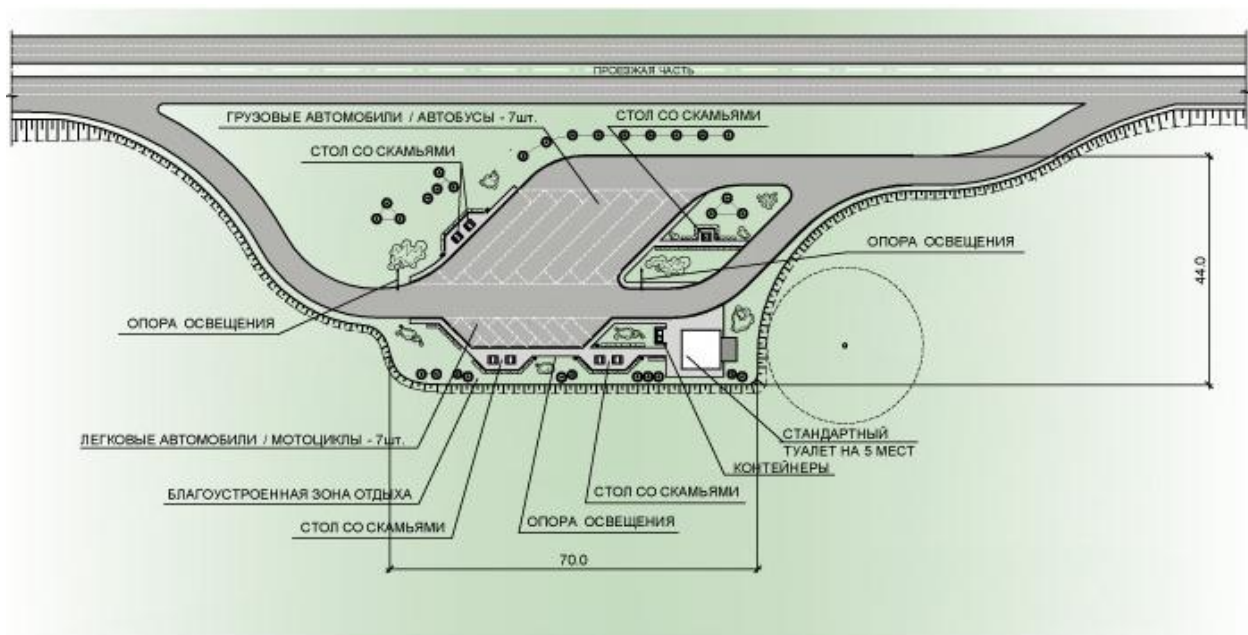 ПРОЕЗЖАЯ ЧАСТЬ
ГРУЗОВЫЕ АВТОМОБИЛИ / АВТОБУСЫ - 7шт.
СТОЛ СО СКАМЬЯМИ
СТОЛ СО СКАМЬЯМИ
ОПОРА ОСВЕЩЕНИЯ
44.0
ОПОРА ОСВЕЩЕНИЯ
ЛЕГКОВЫЕ АВТОМОБИЛИ / МОТОЦИКЛЫ - 7шт.
СТАНДАРТНЫЙ
ТУАЛЕТ НА 5 МЕСТ
КОНТЕЙНЕРЫ
БЛАГОУСТРОЕННАЯ ЗОНА ОТДЫХА
СТОЛ СО СКАМЬЯМИ
СТОЛ СО СКАМЬЯМИ
ОПОРА ОСВЕЩЕНИЯ
70.0